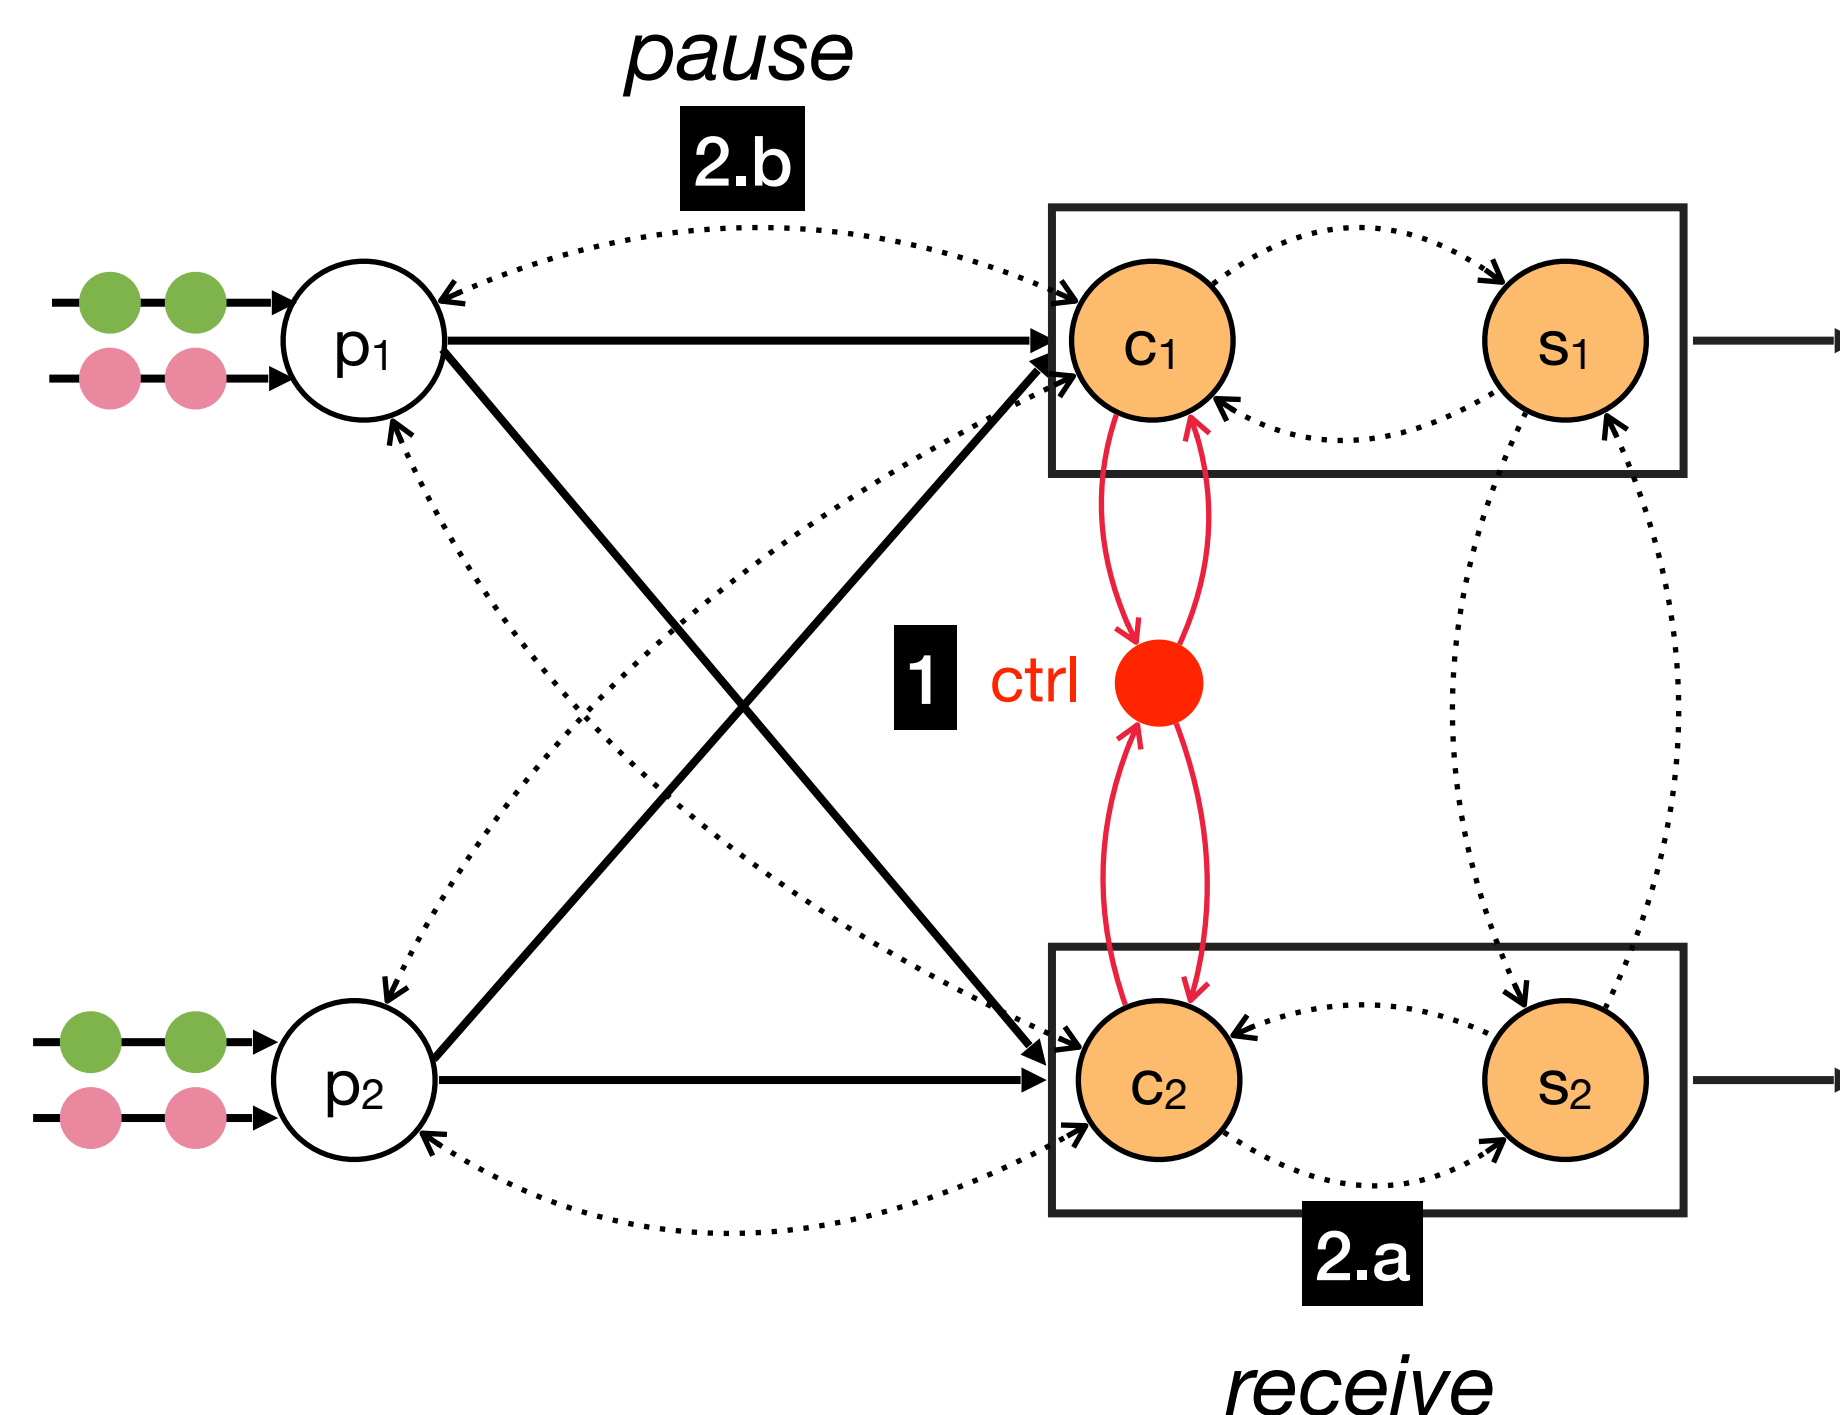 pause
2.b
p₁
c₁
s₁
1
ctrl
p₂
c₂
s₂
2.a
receive